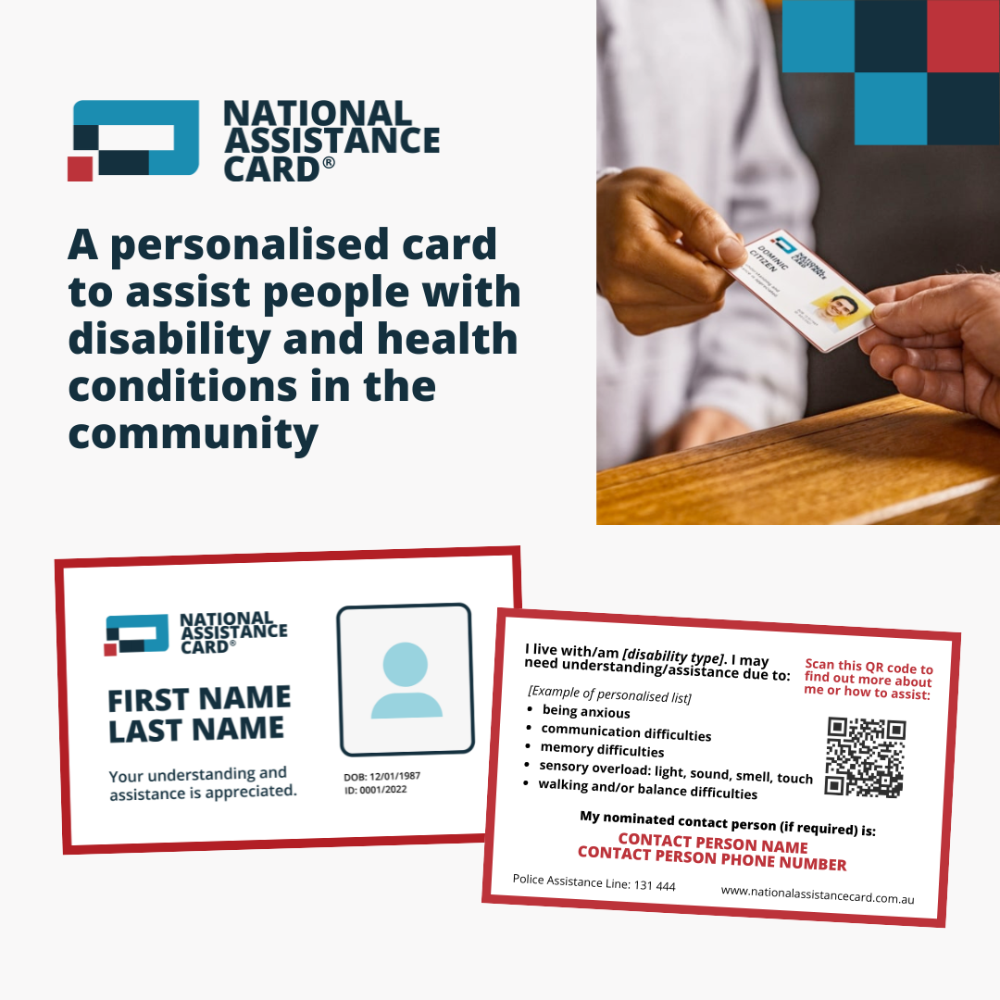 NATIONAL
ASSISTANCE
CARD®
A personalised card
to assist people with
disability and health
conditions in the
community
DOMINIC
CITIZEN
NATIONAL
ASSISTANCE
CARD
NATIONAL
ASSISTANCE
CARD®
FIRST NAME
LAST NAME
Your understanding and
assistance is appreciated.
DOB: 12/01/1987
ID: 0001/2022
I live with/am [disability type]. I may
need understanding/assistance due to:
[Example of personalised list]
• being anxious
• communication difficulties
• memory difficulties
• sensory overload: light, sound, smell, touch
• walking and/or balance difficulties
Scan this QR code to
find out more about
me or how to assist:
My nominated contact person (if required) is:
CONTACT PERSON NAME
CONTACT PERSON PHONE NUMBER
Police Assistance Line: 131 444
www.nationalassistancecard.com.au